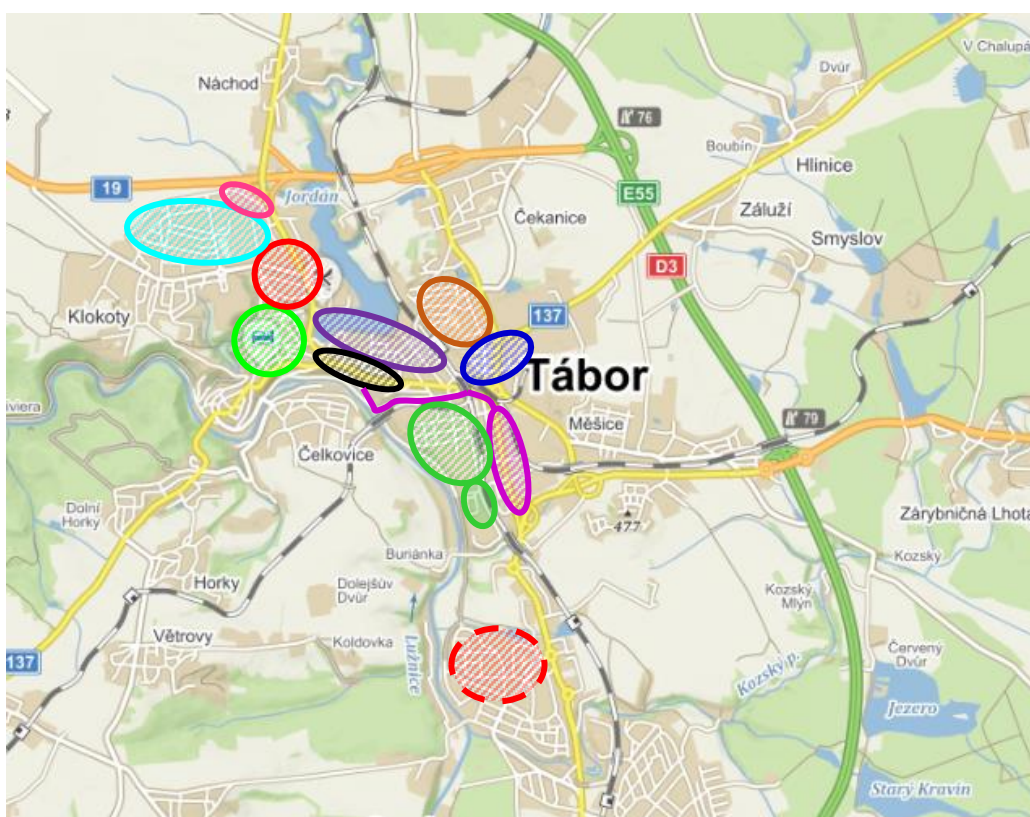 V Chalupá
Dvůr
Náchod
76
Boubín
Hlinice
19
Jordán
E55
Čekanice
Záluží
Smyslov
D3
Klokoty
137
Tábor
viera
79
Měšice
Čelkovice
Dolní
Horky
477
Zárybničná Lhota
Buriánka
Kozský
Horky
Dolejšův
Dvůr
Kozský
Mlýn
Větrovy
Koldovka
Lužnice
137
Červený
Dvůr
Kozský p.
Jezero
Starý Kravín